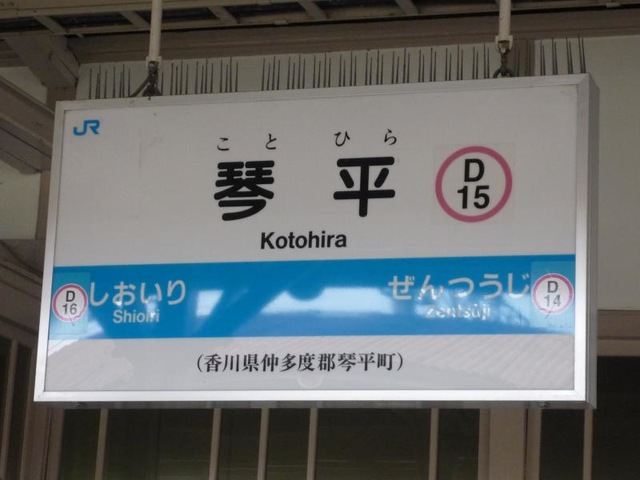 JR
こと ひら
琴平
D
15
Kotohira
D
16
しおいり
Shioiri
ぜんつうじ
Zentsuji
D
14
(香川県仲多度郡琴平町)